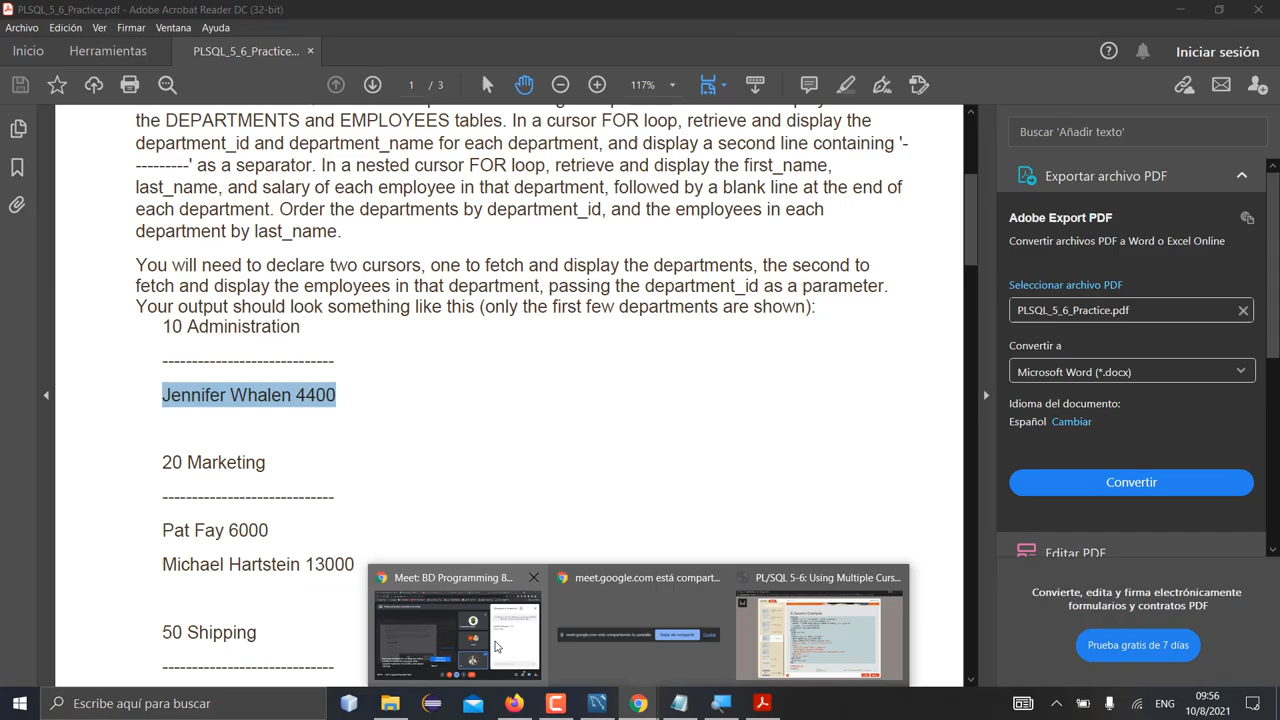 PLSQL_5_6_Practice.pdf - Adobe Acrobat Reader DC (32-bit)
Archivo Edición Ver Firmar Ventana Ayuda
Inicio Herramientas PLSQL_5_6_Practice... × Iniciar sesión
1 / 3 117%
the DEPARTMENTS and EMPLOYEES tables. In a cursor FOR loop, retrieve and display the
department_id and department_name for each department, and display a second line containing '-
---------' as a separator. In a nested cursor FOR loop, retrieve and display the first_name,
last_name, and salary of each employee in that department, followed by a blank line at the end of
each department. Order the departments by department_id, and the employees in each
department by last_name.
You will need to declare two cursors, one to fetch and display the departments, the second to
fetch and display the employees in that department, passing the department_id as a parameter.
Your output should look something like this (only the first few departments are shown):
10 Administration
-----------------------------
Jennifer Whalen 4400
20 Marketing
-----------------------------
Pat Fay 6000
Michael Hartstein 13000
50 Shipping
-----------------------------
Buscar 'Añadir texto'
Exportar archivo PDF
Adobe Export PDF
Convertir archivos PDF a Word o Excel Online
Seleccionar archivo PDF
PLSQL_5_6_Practice.pdf
Convertir a
Microsoft Word (*.docx)
Idioma del documento:
Español Cambiar
Convertir
Editar PDF
Prueba gratis de 7 días
Meet: BD Programming 8...
meet.google.com está compart...
PL/SQL 5-6: Using Multiple Curs...
meet.google.com está compartiendo tu pantalla.
Dejar de compartir
Ocultar
Escribe aquí para buscar
ENG
09:56
10/8/2021